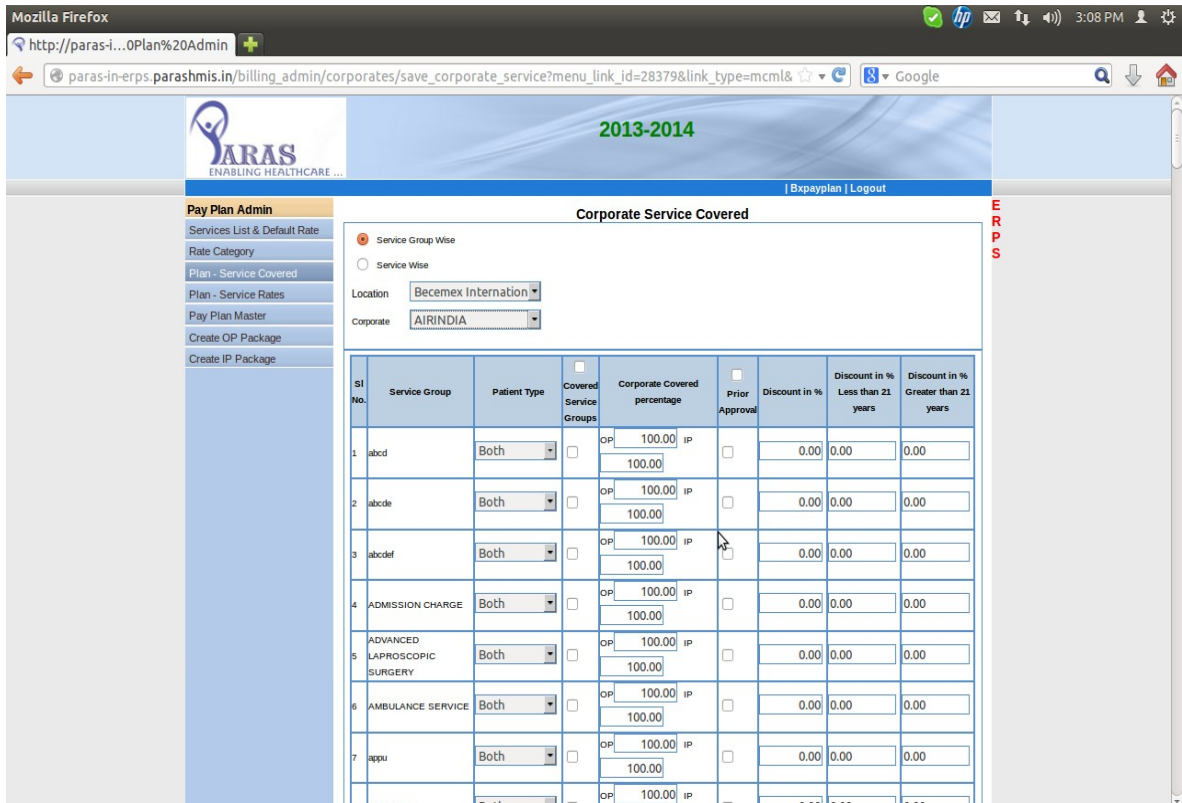 Mozilla Firefox
3:08 PM
http://paras-i...0Plan%20Admin
paras-in-erps.parashmis.in/billing_admin/corporates/save_corporate_service?menu_link_id=28379&link_type=mcml&
Google
PARAS
ENABLING HEALTHCARE ...
2013-2014
| Bxpayplan | Logout
E
R
P
S
Pay Plan Admin
Services List & Default Rate
Rate Category
Plan - Service Covered
Plan - Service Rates
Pay Plan Master
Create OP Package
Create IP Package
Corporate Service Covered
Service Group Wise
Service Wise
Location Becemex Internation
Corporate AIRINDIA
Sl No. Service Group Patient Type Covered Service Groups Corporate Covered percentage Prior Approval Discount in % Discount in % Less than 21 years Discount in % Greater than 21 years
1 abcd Both OP 100.00 IP 100.00 0.00 0.00 0.00
2 abcde Both OP 100.00 IP 100.00 0.00 0.00 0.00
3 abcdef Both OP 100.00 IP 100.00 0.00 0.00 0.00
4 ADMISSION CHARGE Both OP 100.00 IP 100.00 0.00 0.00 0.00
5 ADVANCED LAPROSCOPIC SURGERY Both OP 100.00 IP 100.00 0.00 0.00 0.00
6 AMBULANCE SERVICE Both OP 100.00 IP 100.00 0.00 0.00 0.00
7 appu Both OP 100.00 IP 100.00 0.00 0.00 0.00
OP 100.00 IP